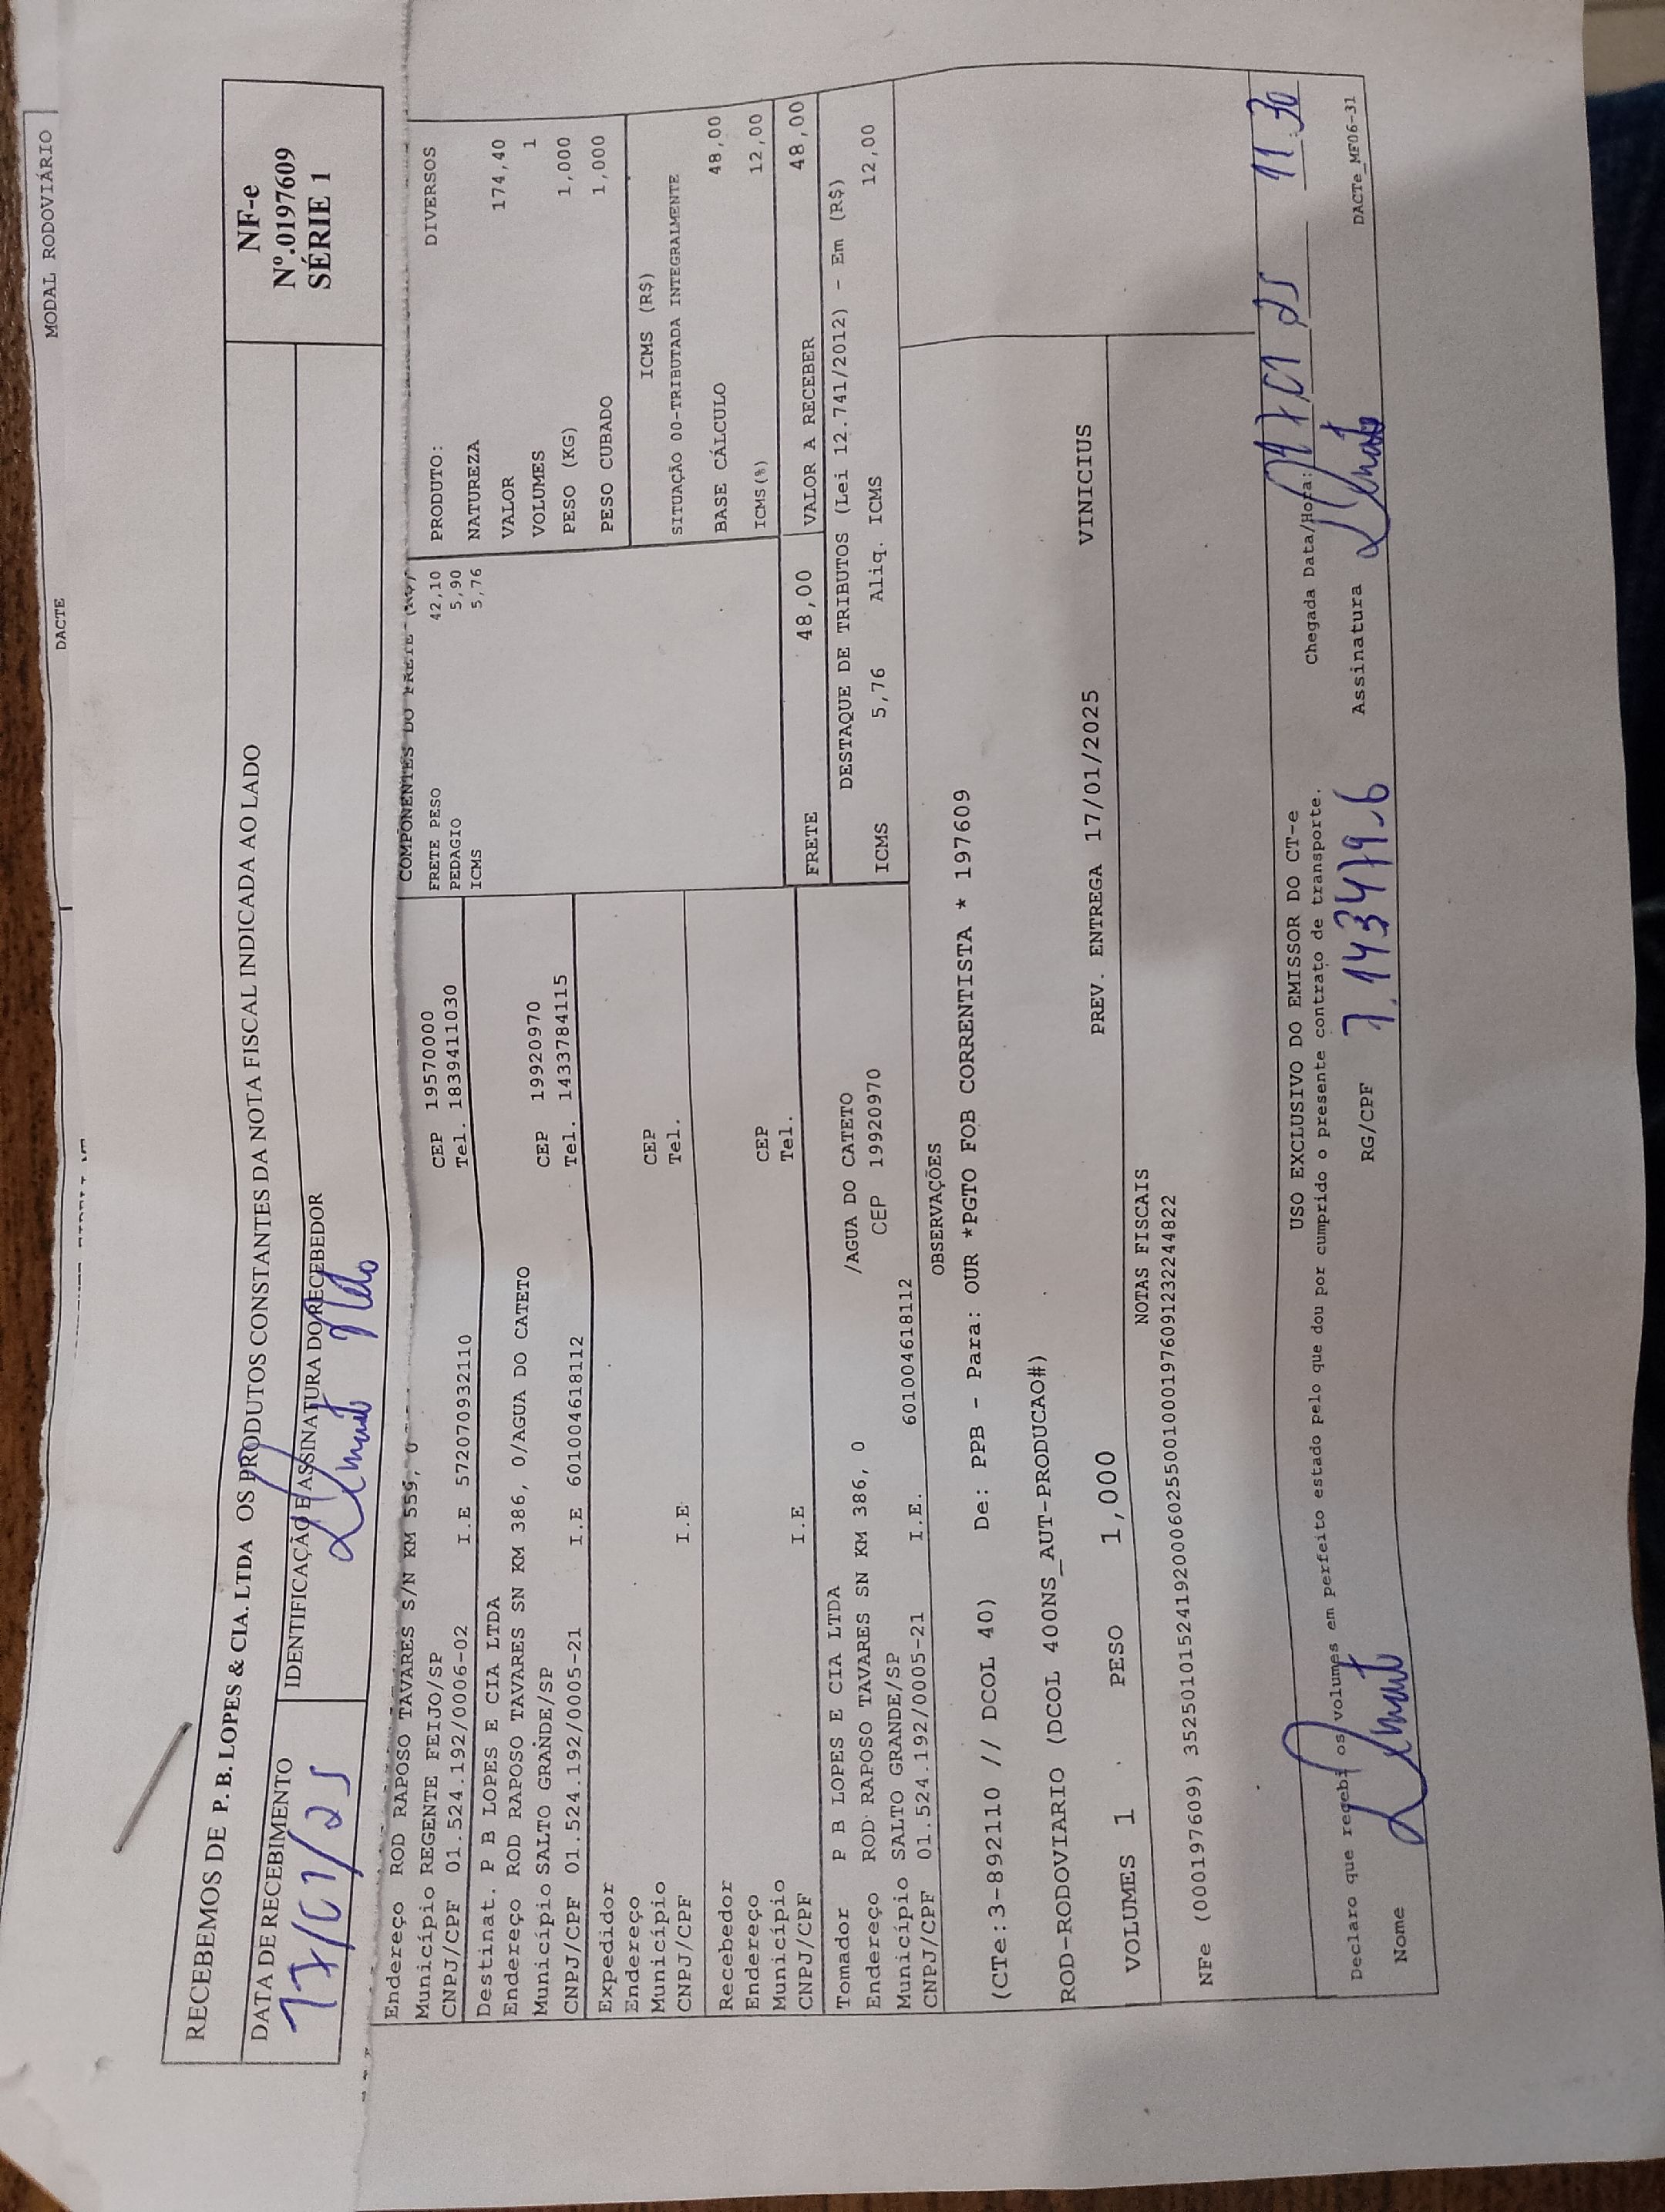 MODAL RODOVIÁRIO
DACTE
RECEBEMOS DE P. B. LOPES & CIA. LTDA OS PRODUTOS CONSTANTES DA NOTA FISCAL INDICADA AO LADO
DATA DE RECEBIMENTO
17/01/25
IDENTIFICAÇÃO E ASSINATURA DO RECEBEDOR
NF-e
Nº.0197609
SÉRIE 1
Endereço ROD RAPOSO TAVARES S/N KM 559, 0
Município REGENTE FEIJO/SP CEP 19570000
CNPJ/CPF 01.524.192/0006-02 I.E 572070932110 Tel. 1839411030
Destinat. P B LOPES E CIA LTDA
Endereço ROD RAPOSO TAVARES SN KM 386, 0/AGUA DO CATETO
Município SALTO GRANDE/SP CEP 19920970
CNPJ/CPF 01.524.192/0005-21 I.E 601004618112 Tel. 1433784115
Expedidor
Endereço
Município CEP
CNPJ/CPF I.E Tel.
Recebedor
Endereço
Município CEP
CNPJ/CPF I.E Tel.
Tomador P B LOPES E CIA LTDA
Endereço ROD RAPOSO TAVARES SN KM 386, 0 /AGUA DO CATETO
Município SALTO GRANDE/SP CEP 19920970
CNPJ/CPF 01.524.192/0005-21 I.E. 601004618112
COMPONENTES DO FRETE
FRETE PESO 42,10
PEDAGIO 5,90
ICMS 5,76
PRODUTO: DIVERSOS
NATUREZA
VALOR 174,40
VOLUMES 1
PESO (KG) 1,000
PESO CUBADO 1,000
ICMS (R$)
SITUAÇÃO 00-TRIBUTADA INTEGRALMENTE
BASE CÁLCULO 48,00
ICMS(%) 12,00
FRETE 48,00 VALOR A RECEBER 48,00
DESTAQUE DE TRIBUTOS (Lei 12.741/2012) - Em (R$)
ICMS 5,76 Aliq. ICMS 12,00
OBSERVAÇÕES
(CTe:3-892110 // DCOL 40) De: PPB - Para: OUR *PGTO FOB CORRENTISTA * 197609
ROD-RODOVIARIO (DCOL 400NS_AUT-PRODUCAO#)
VOLUMES 1 PESO 1,000 PREV. ENTREGA 17/01/2025 VINICIUS
NOTAS FISCAIS
NFe (000197609) 35250101524192000602550010001976091232244822
USO EXCLUSIVO DO EMISSOR DO CT-e
Declaro que recebi os volumes em perfeito estado pelo que dou por cumprido o presente contrato de transporte.
Chegada Data/Hora: 17/01/25 11:30
Nome RG/CPF 7.143479-6 Assinatura
DACTe_MF06-31